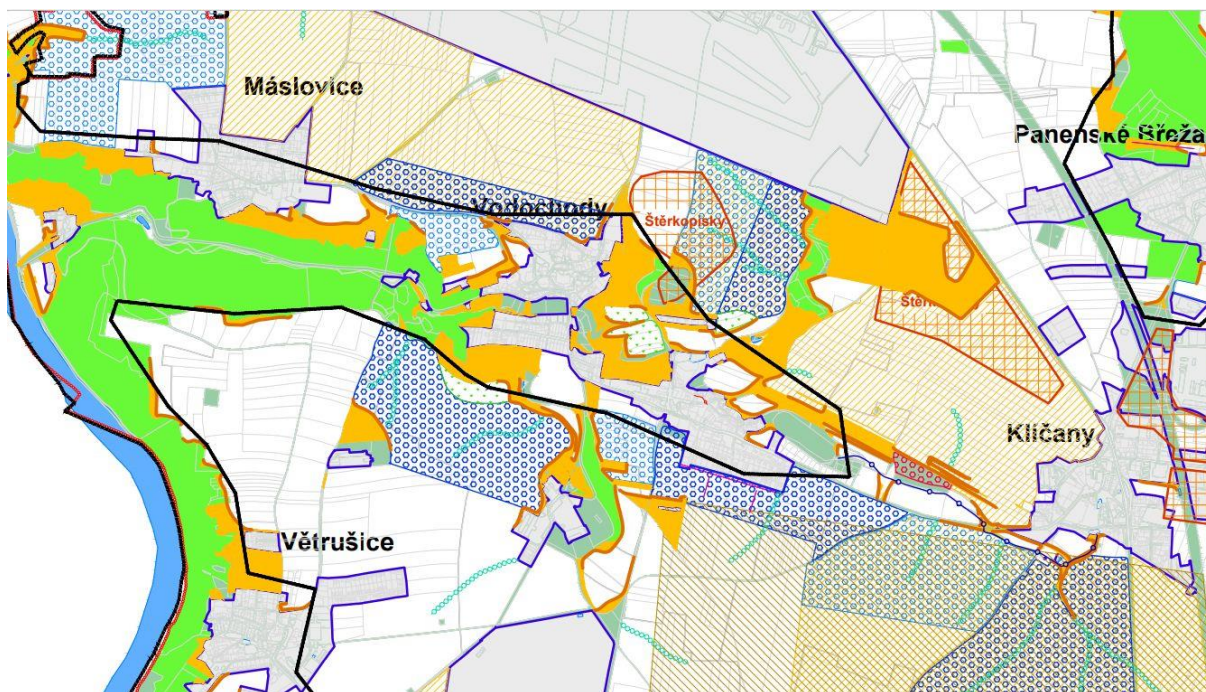 Máslovice
Panenské Břeža
Vodochody
Štěrkopísky
Klíčany
Větrušice